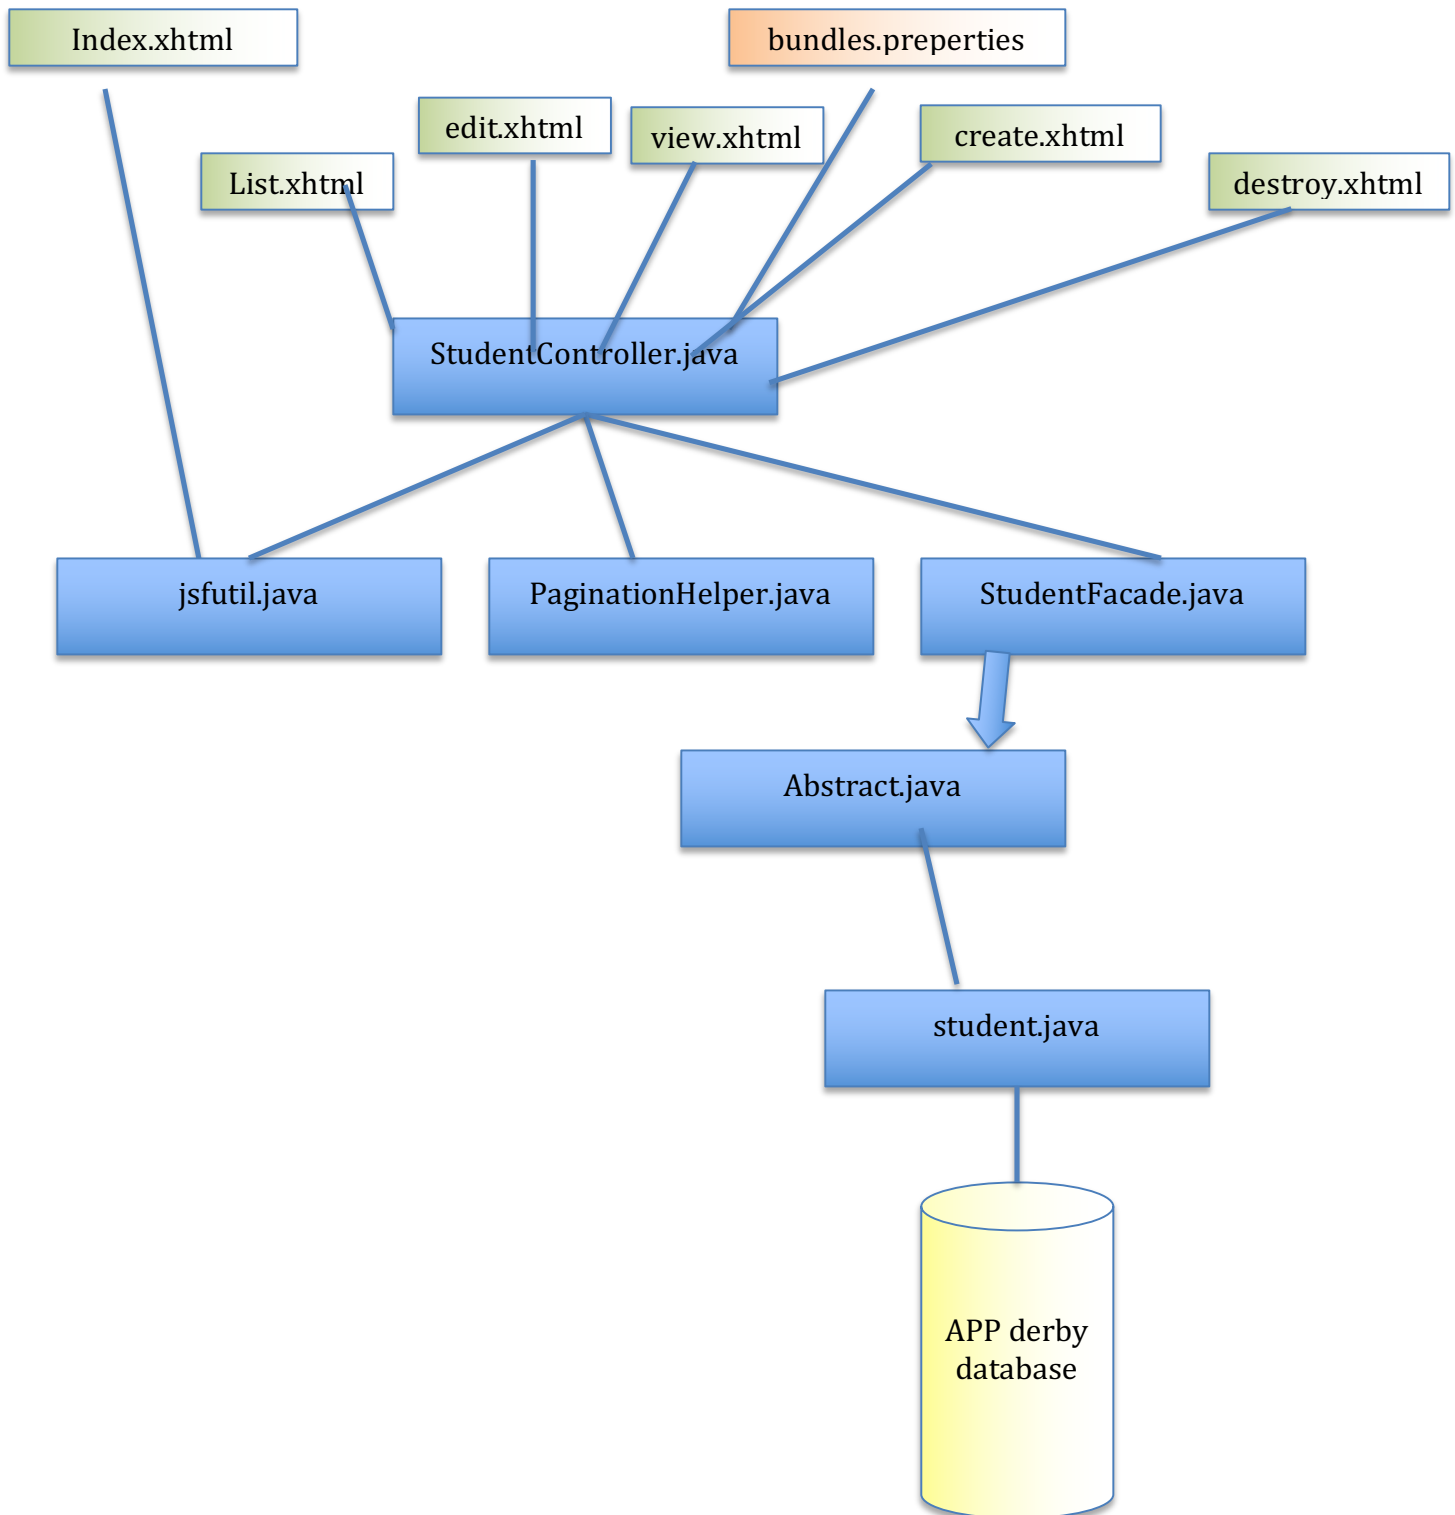 Index.xhtml
bundles.preperties
edit.xhtml
view.xhtml
create.xhtml
List.xhtml
destroy.xhtml
StudentController.java
jsfutil.java
PaginationHelper.java
StudentFacade.java
Abstract.java
student.java
APP derby
database